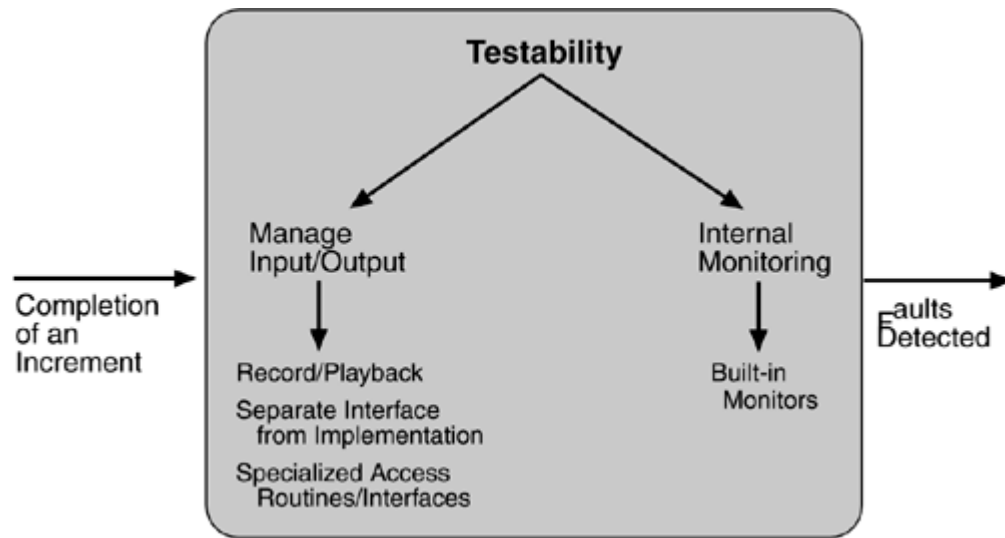 Testability
Manage
Input/Output
Internal
Monitoring
Completion
of an
Increment
Faults
Detected
Record/Playback
Separate Interface
from Implementation
Specialized Access
Routines/Interfaces
Built-in
Monitors